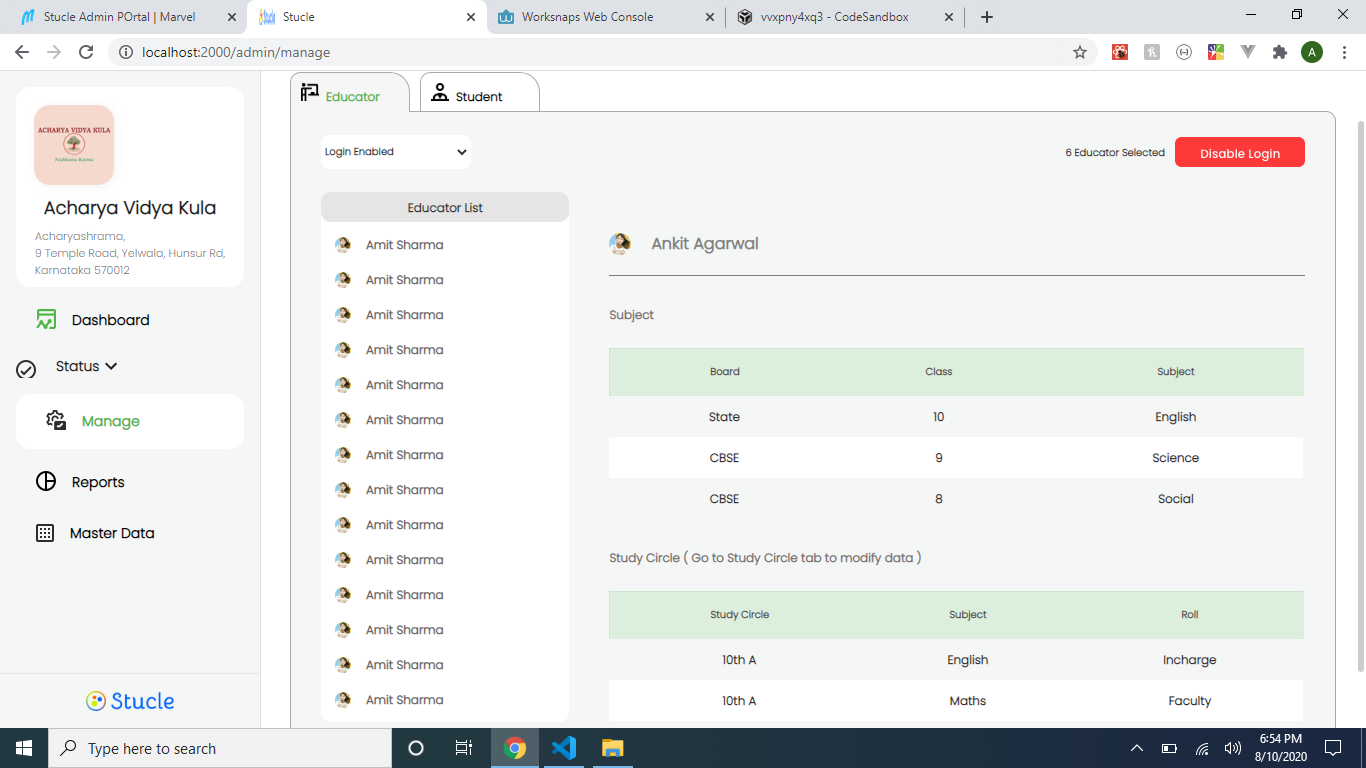 Stucle Admin POrtal | Marvel
Stucle
Worksnaps Web Console
vvxpny4xq3 - CodeSandbox
localhost:2000/admin/manage
A
ACHARYA VIDYA KULA
Nishkama Karma
Acharya Vidya Kula
Acharyashrama,
9 Temple Road, Yelwala, Hunsur Rd,
Karnataka 570012
Dashboard
Status
Manage
Reports
Master Data
Stucle
Educator
Student
Login Enabled
6 Educator Selected
Disable Login
Educator List
Amit Sharma
Amit Sharma
Amit Sharma
Amit Sharma
Amit Sharma
Amit Sharma
Amit Sharma
Amit Sharma
Amit Sharma
Amit Sharma
Amit Sharma
Amit Sharma
Amit Sharma
Amit Sharma
Ankit Agarwal
Subject
Board Class Subject
State 10 English
CBSE 9 Science
CBSE 8 Social
Study Circle ( Go to Study Circle tab to modify data )
Study Circle Subject Roll
10th A English Incharge
10th A Maths Faculty
Type here to search
6:54 PM
8/10/2020